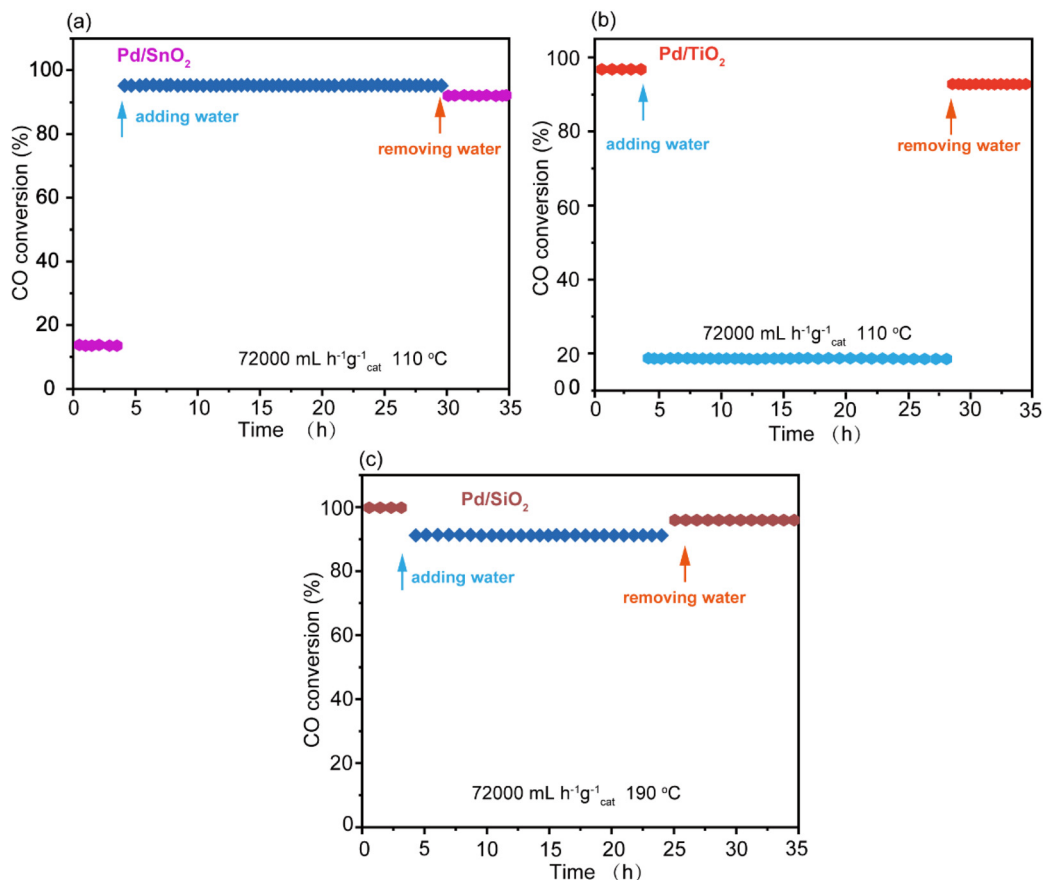 (a)
Pd/SnO₂
adding water
removing water
72000 mL h⁻¹g⁻¹cat 110 °C
CO conversion (%)
100
80
60
40
20
0
0 5 10 15 20 25 30 35
Time (h)
(b)
Pd/TiO₂
adding water
removing water
72000 mL h⁻¹g⁻¹cat 110 °C
CO conversion (%)
100
80
60
40
20
0
0 5 10 15 20 25 30 35
Time (h)
(c)
Pd/SiO₂
adding water
removing water
72000 mL h⁻¹g⁻¹cat 190 °C
CO conversion (%)
100
80
60
40
20
0
0 5 10 15 20 25 30 35
Time (h)